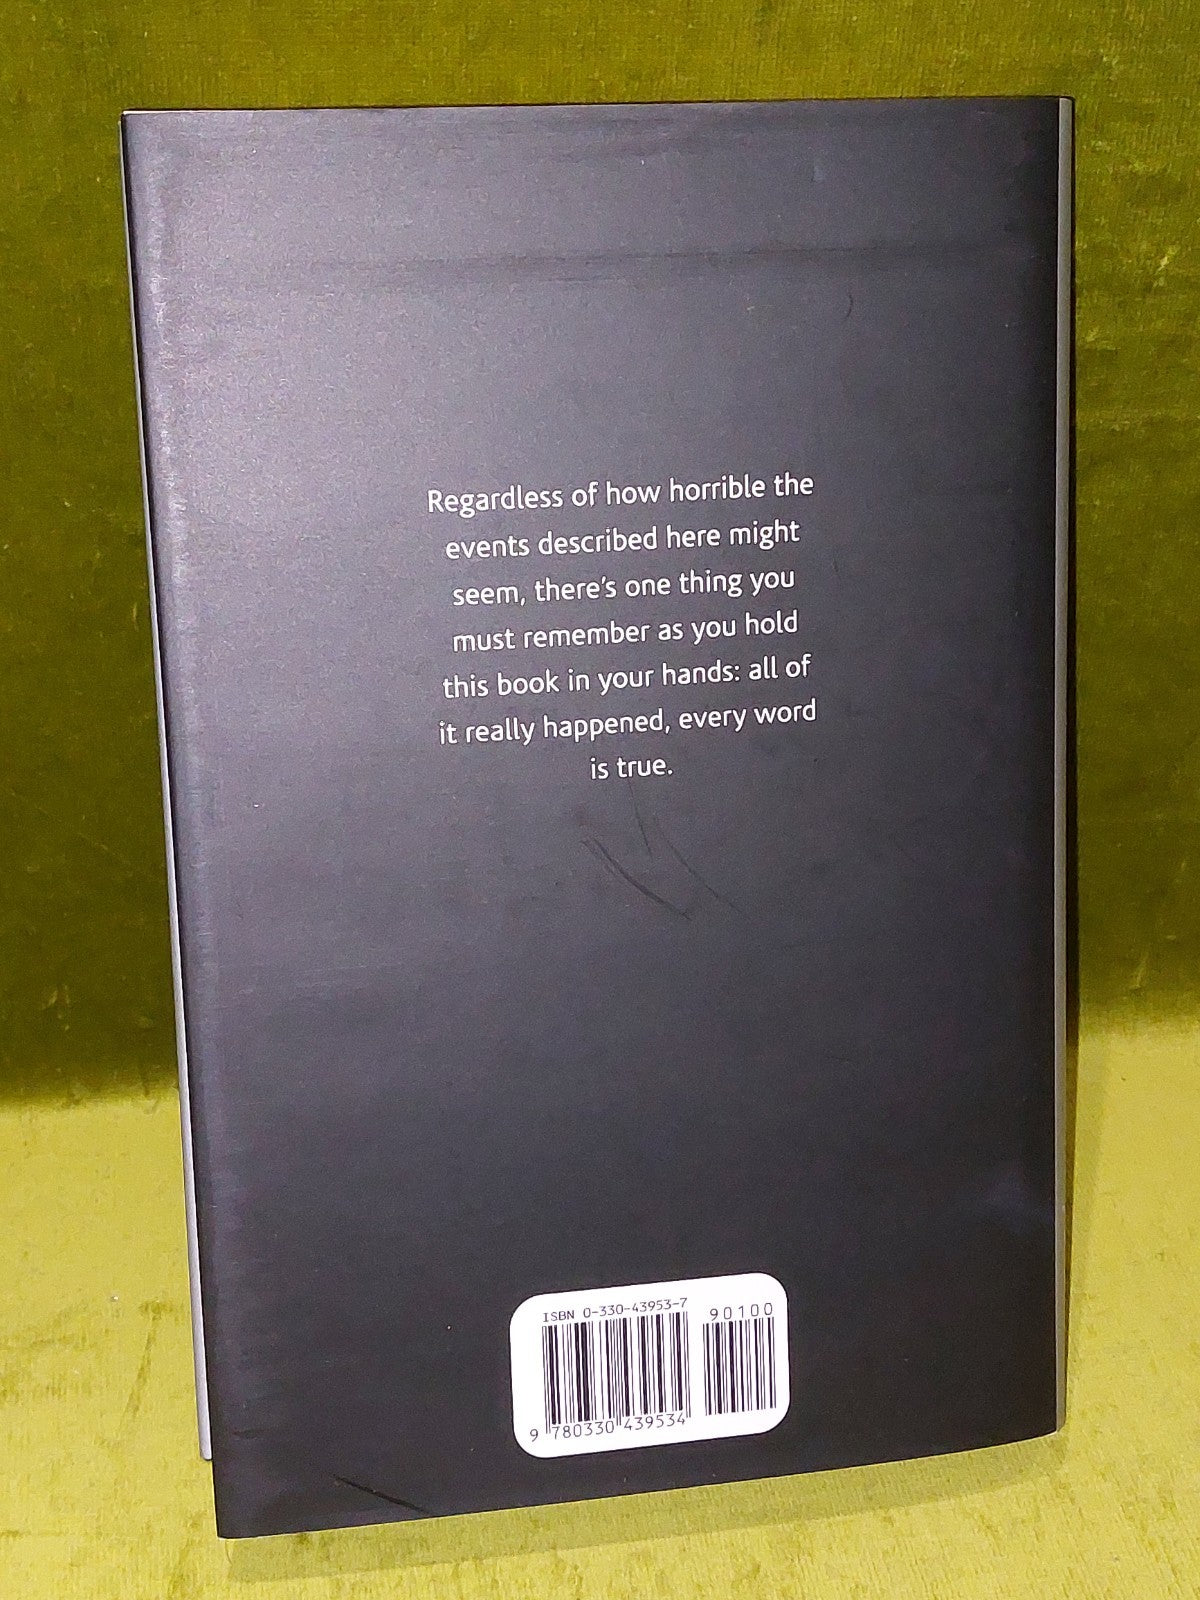 Regardless of how horrible the
events described here might
seem, there's one thing you
must remember as you hold
this book in your hands: all of
it really happened, every word
is true.
ISBN 0-330-43953-7
90100
9 780330 439534